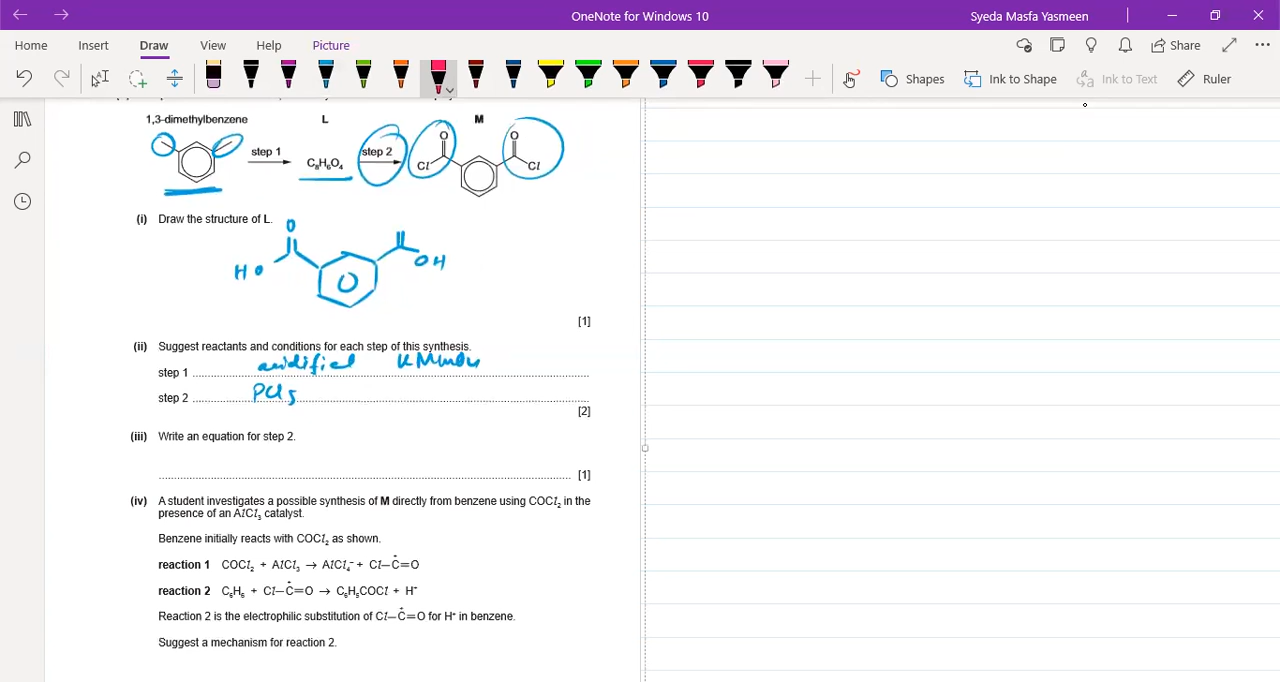 OneNote for Windows 10
Syeda Masfa Yasmeen
Home Insert Draw View Help Picture
Share
Shapes Ink to Shape Ink to Text Ruler
1,3-dimethylbenzene L M
step 1 C₈H₆O₄ step 2
O Cl O Cl
(i) Draw the structure of L.
O
HO OH
[1]
(ii) Suggest reactants and conditions for each step of this synthesis.
step 1 acidified
step 2 PCl5
[2]
(iii) Write an equation for step 2.
[1]
(iv) A student investigates a possible synthesis of M directly from benzene using COCl₂ in the
presence of an AlCl₃ catalyst.
Benzene initially reacts with COCl₂ as shown.
reaction 1 COCl₂ + AlCl₃ → AlCl₄⁻ + Cl–C⁺=O
reaction 2 C₆H₆ + Cl–C⁺=O → C₆H₅COCl + H⁺
Reaction 2 is the electrophilic substitution of Cl–C⁺=O for H⁺ in benzene.
Suggest a mechanism for reaction 2.